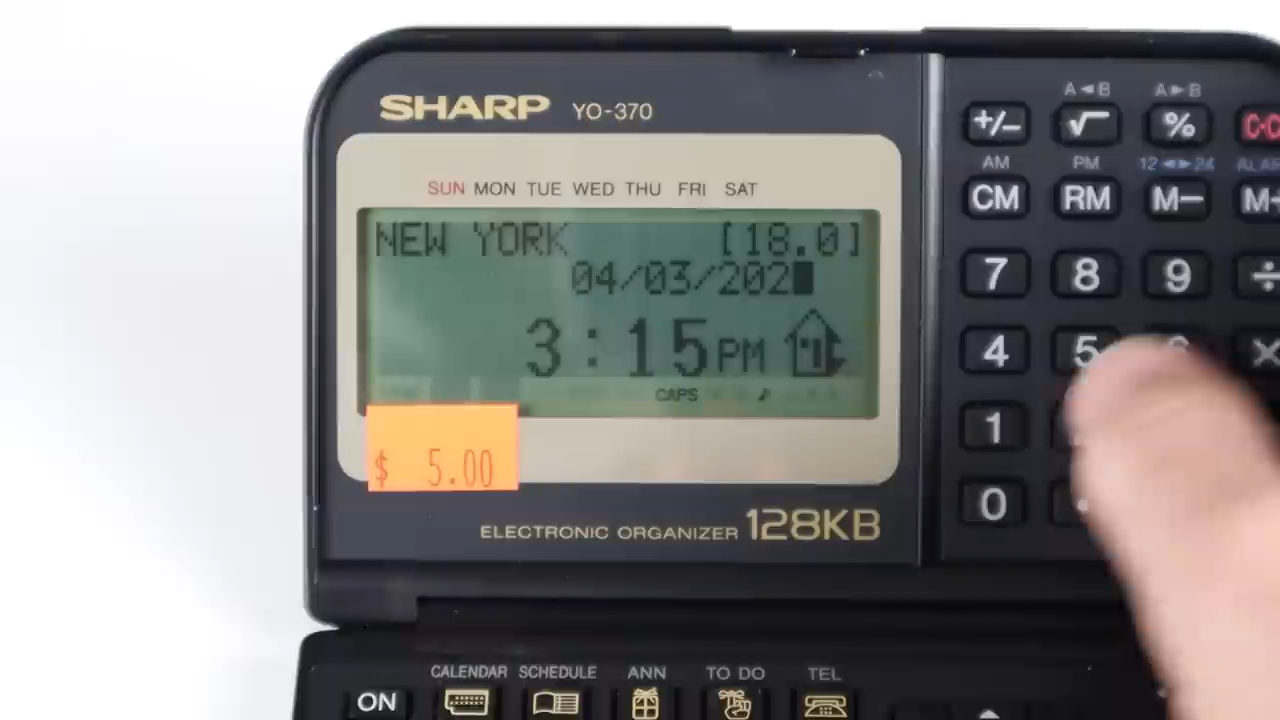 SHARP YO-370
SUN MON TUE WED THU FRI SAT
NEW YORK [18.0]
04/03/202
3:15 PM
CAPS
$ 5.00
ELECTRONIC ORGANIZER 128KB
A◄B A►B
+/− √ % C·C
AM PM 12◄►24
CM RM M− M+
7 8 9 ÷
4 5 ×
1
0
CALENDAR SCHEDULE ANN TO DO TEL
ON